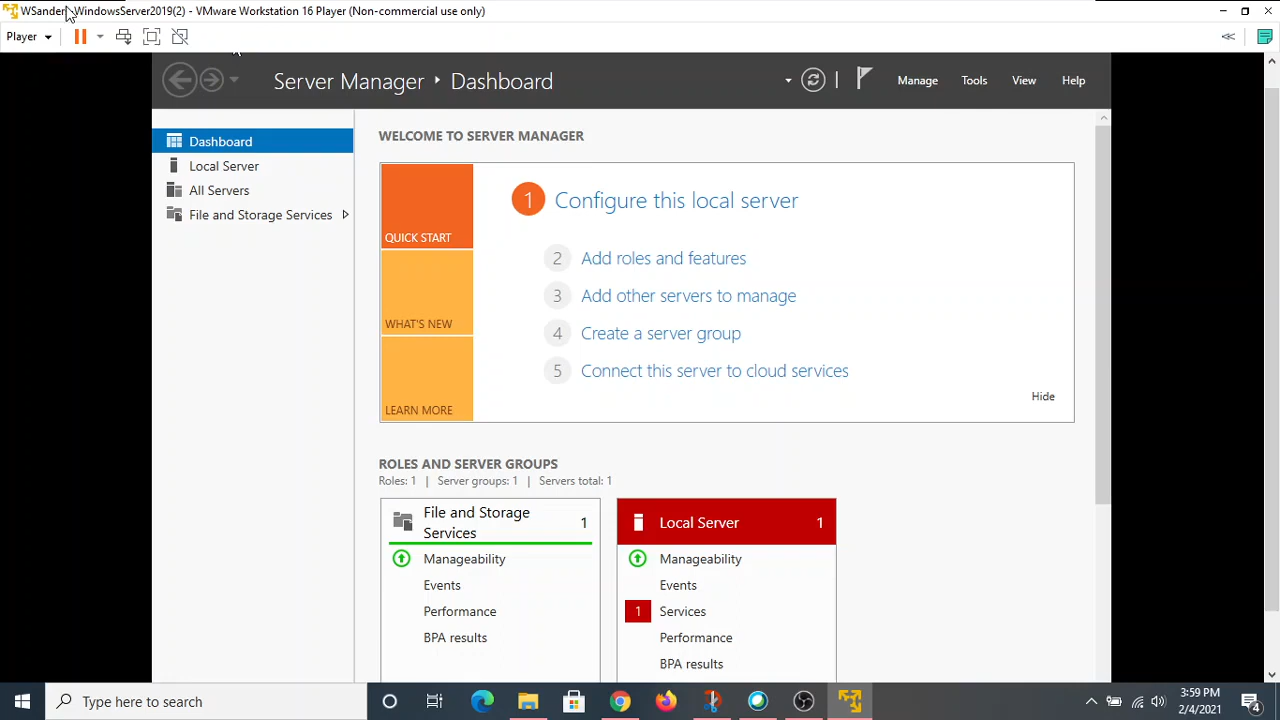 WSanders_WindowsServer2019(2) - VMware Workstation 16 Player (Non-commercial use only)
Player
Server Manager
Dashboard
Manage
Tools
View
Help
Dashboard
Local Server
All Servers
File and Storage Services
WELCOME TO SERVER MANAGER
QUICK START
WHAT'S NEW
LEARN MORE
1 Configure this local server
2 Add roles and features
3 Add other servers to manage
4 Create a server group
5 Connect this server to cloud services
Hide
ROLES AND SERVER GROUPS
Roles: 1 | Server groups: 1 | Servers total: 1
File and Storage
Services
1
Manageability
Events
Performance
BPA results
Local Server 1
Manageability
Events
1 Services
Performance
BPA results
Type here to search
3:59 PM
2/4/2021
4